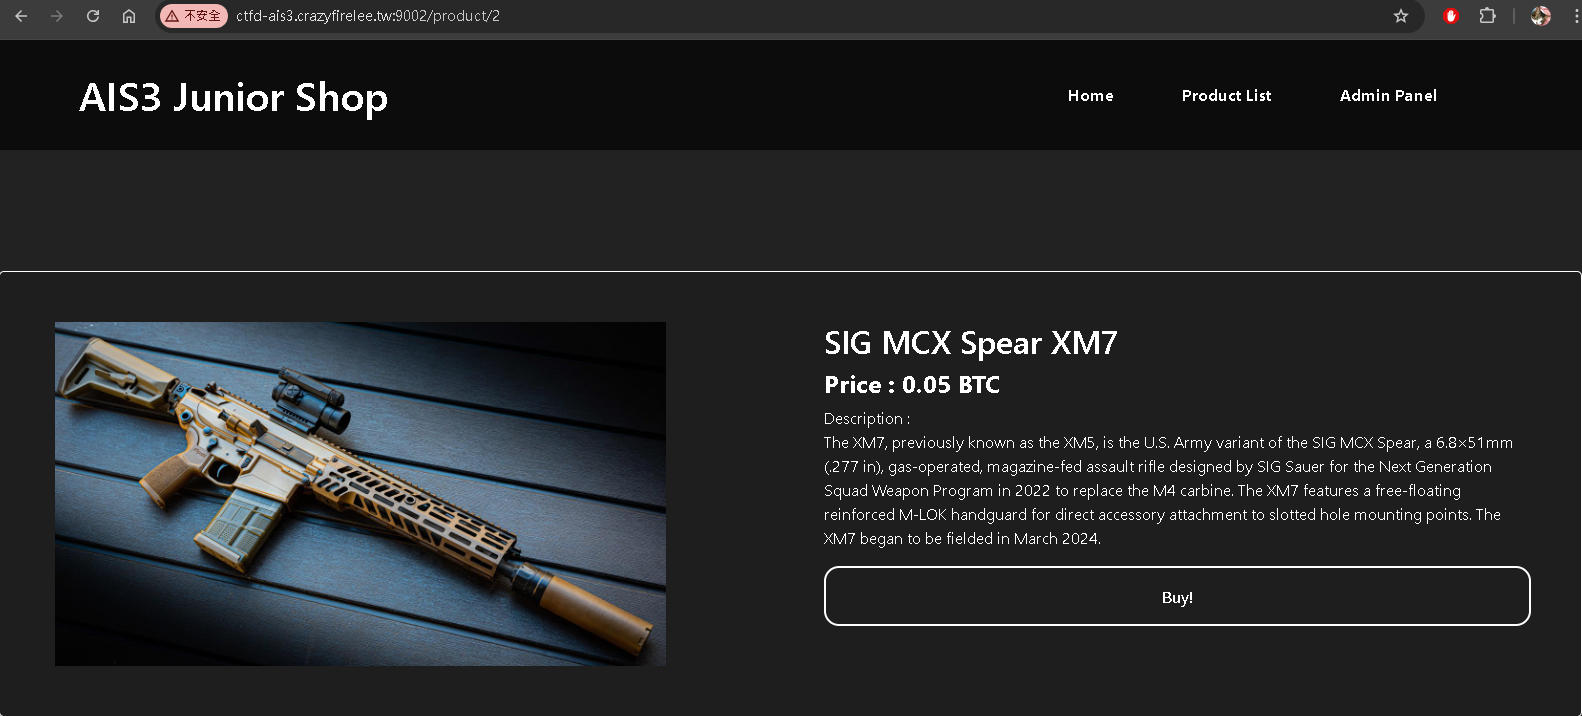 不安全 ctfd-ais3.crazyfirelee.tw:9002/product/2
AIS3 Junior Shop
Home Product List Admin Panel
SIG MCX Spear XM7
Price : 0.05 BTC
Description :
The XM7, previously known as the XM5, is the U.S. Army variant of the SIG MCX Spear, a 6.8×51mm
(.277 in), gas-operated, magazine-fed assault rifle designed by SIG Sauer for the Next Generation
Squad Weapon Program in 2022 to replace the M4 carbine. The XM7 features a free-floating
reinforced M-LOK handguard for direct accessory attachment to slotted hole mounting points. The
XM7 began to be fielded in March 2024.
Buy!